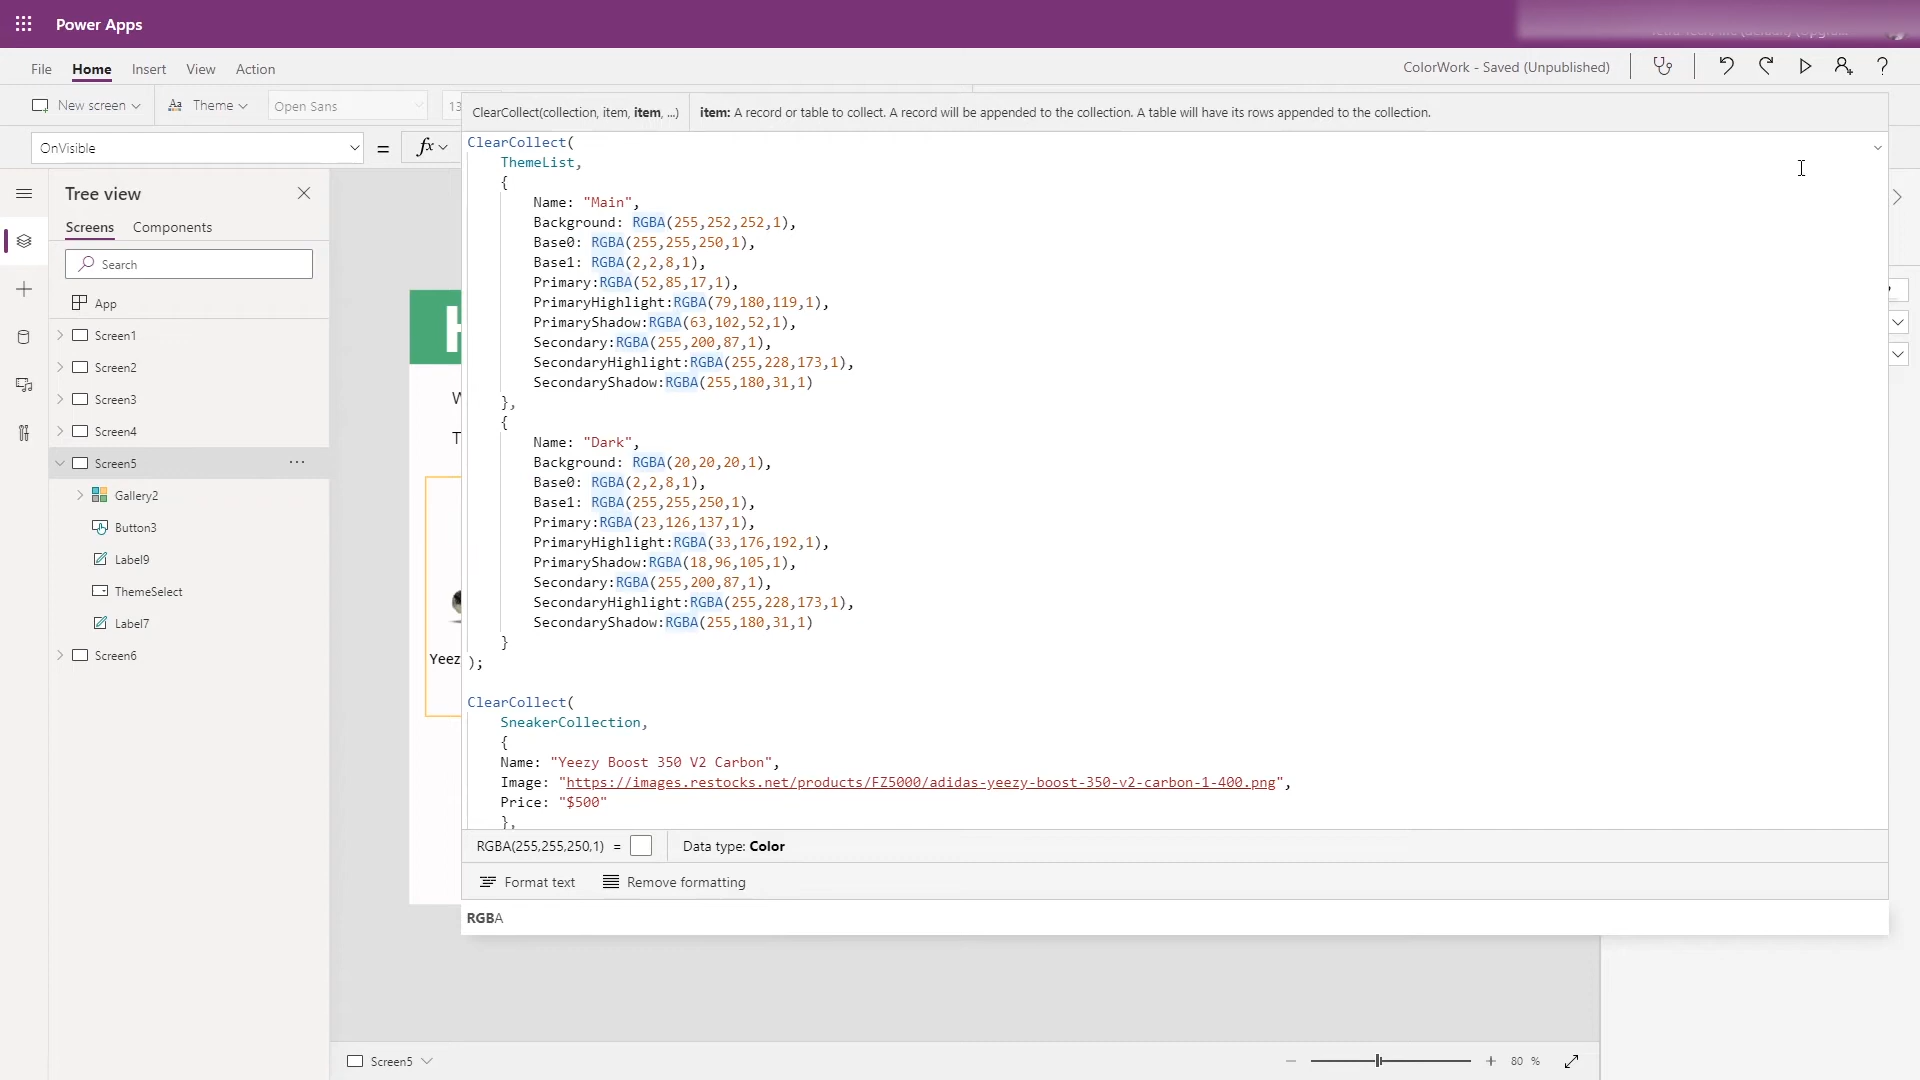 Power Apps
File Home Insert View Action
ColorWork - Saved (Unpublished)
?
New screen
Theme
Open Sans
13
ClearCollect(collection, item, item, ...)
item: A record or table to collect. A record will be appended to the collection. A table will have its rows appended to the collection.
OnVisible
=
fx
ClearCollect(
ThemeList,
{
Name: "Main",
Background: RGBA(255,252,252,1),
Base0: RGBA(255,255,250,1),
Base1: RGBA(2,2,8,1),
Primary:RGBA(52,85,17,1),
PrimaryHighlight:RGBA(79,180,119,1),
PrimaryShadow:RGBA(63,102,52,1),
Secondary:RGBA(255,200,87,1),
SecondaryHighlight:RGBA(255,228,173,1),
SecondaryShadow:RGBA(255,180,31,1)
},
{
Name: "Dark",
Background: RGBA(20,20,20,1),
Base0: RGBA(2,2,8,1),
Base1: RGBA(255,255,250,1),
Primary:RGBA(23,126,137,1),
PrimaryHighlight:RGBA(33,176,192,1),
PrimaryShadow:RGBA(18,96,105,1),
Secondary:RGBA(255,200,87,1),
SecondaryHighlight:RGBA(255,228,173,1),
SecondaryShadow:RGBA(255,180,31,1)
}
);
ClearCollect(
SneakerCollection,
{
Name: "Yeezy Boost 350 V2 Carbon",
Image: "https://images.restocks.net/products/FZ5000/adidas-yeezy-boost-350-v2-carbon-1-400.png",
Price: "$500"
},
RGBA(255,255,250,1) =
Data type: Color
Format text
Remove formatting
RGBA
Tree view
Screens
Components
Search
App
Screen1
Screen2
Screen3
Screen4
Screen5
...
Gallery2
Button3
Label9
ThemeSelect
Label7
Screen6
H
W
T
Yeez
Screen5
80 %